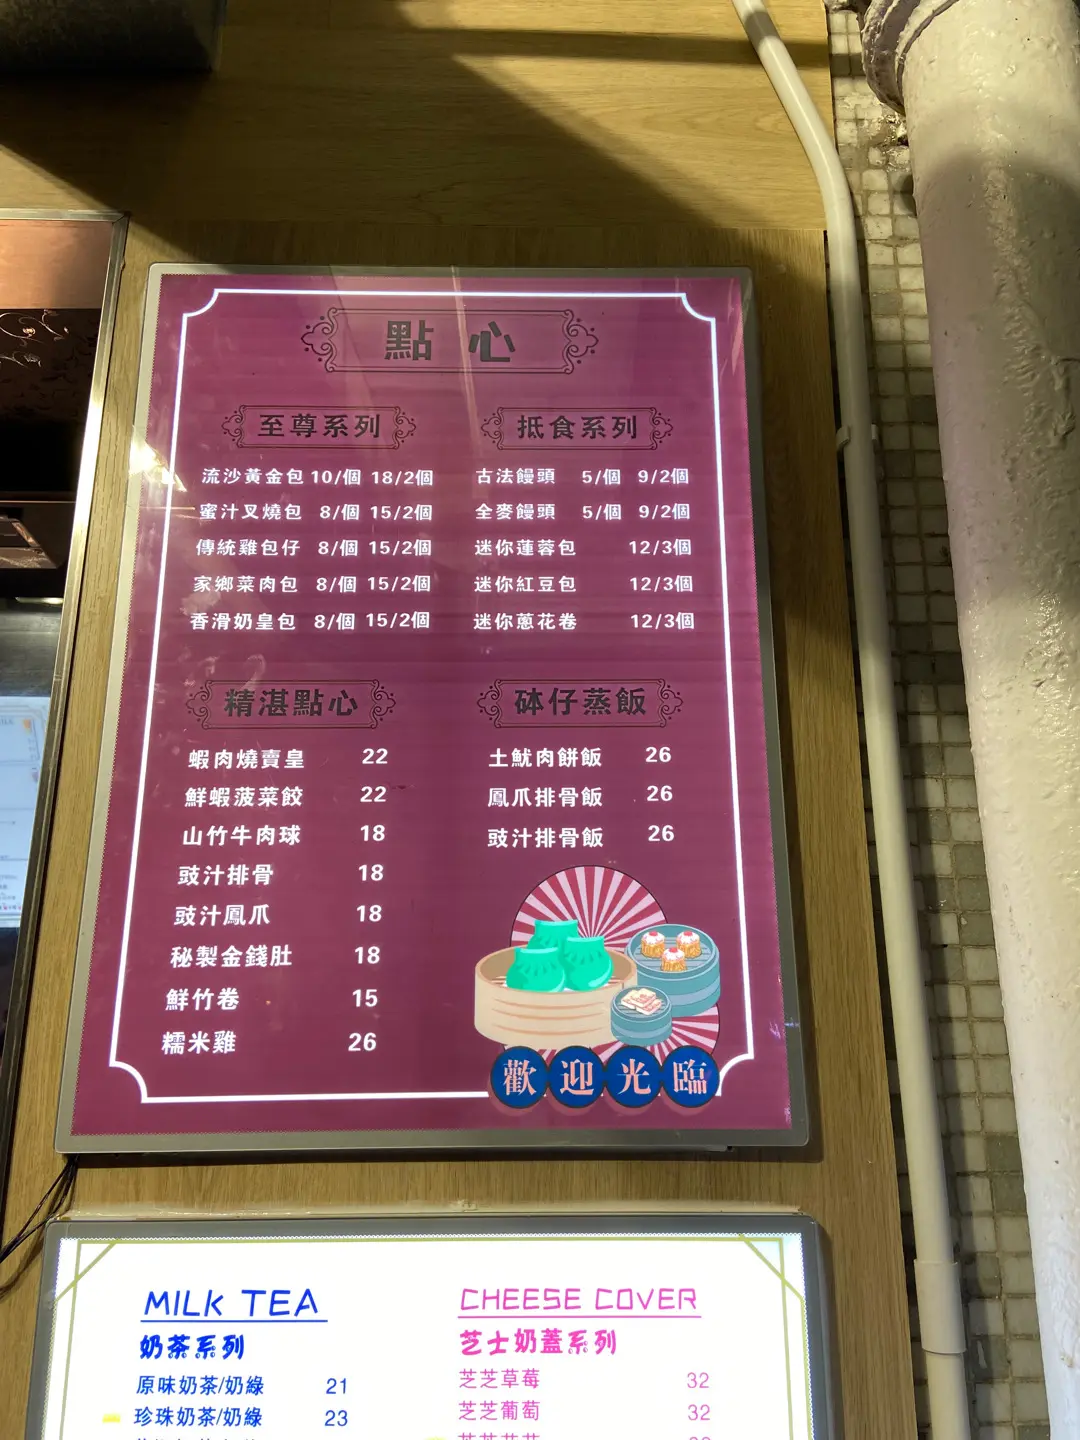 點心
至尊系列
流沙黃金包 10/個 18/2個
蜜汁叉燒包 8/個 15/2個
傳統雞包仔 8/個 15/2個
家鄉菜肉包 8/個 15/2個
香滑奶皇包 8/個 15/2個
抵食系列
古法饅頭 5/個 9/2個
全麥饅頭 5/個 9/2個
迷你蓮蓉包 12/3個
迷你紅豆包 12/3個
迷你蔥花卷 12/3個
精湛點心
蝦肉燒賣皇 22
鮮蝦菠菜餃 22
山竹牛肉球 18
豉汁排骨 18
豉汁鳳爪 18
秘製金錢肚 18
鮮竹卷 15
糯米雞 26
砵仔蒸飯
土魷肉餅飯 26
鳳爪排骨飯 26
豉汁排骨飯 26
歡迎光臨
MILK TEA
奶茶系列
原味奶茶/奶綠 21
珍珠奶茶/奶綠 23
CHEESE COVER
芝士奶蓋系列
芝芝草莓 32
芝芝葡萄 32